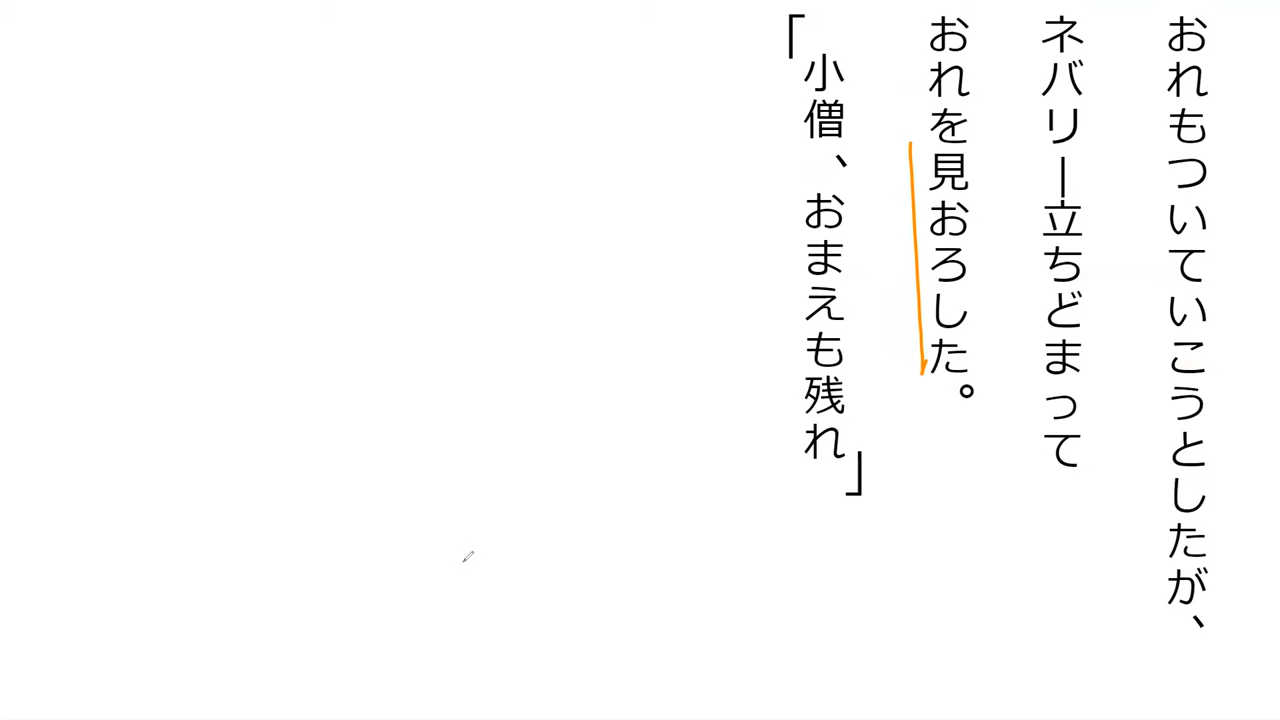 おれもついていこうとしたが、
ネバリー立ちどまって
おれを見おろした。
「小僧、おまえも残れ」